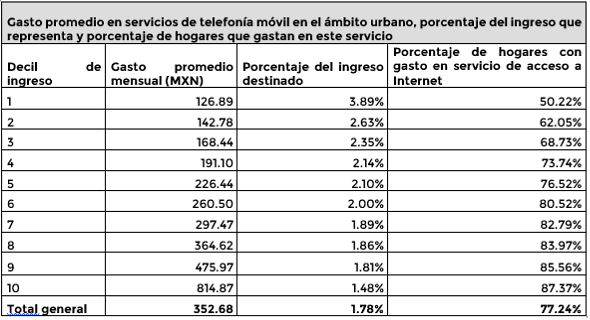 Gasto promedio en servicios de telefonía móvil en el ámbito urbano, porcentaje del ingreso que
representa y porcentaje de hogares que gastan en este servicio
Decil de ingreso | Gasto promedio mensual (MXN) | Porcentaje del ingreso destinado | Porcentaje de hogares con gasto en servicio de acceso a Internet
1 126.89 3.89% 50.22%
2 142.78 2.63% 62.05%
3 168.44 2.35% 68.73%
4 191.10 2.14% 73.74%
5 226.44 2.10% 76.52%
6 260.50 2.00% 80.52%
7 297.47 1.89% 82.79%
8 364.62 1.86% 83.97%
9 475.97 1.81% 85.56%
10 814.87 1.48% 87.37%
Total general 352.68 1.78% 77.24%